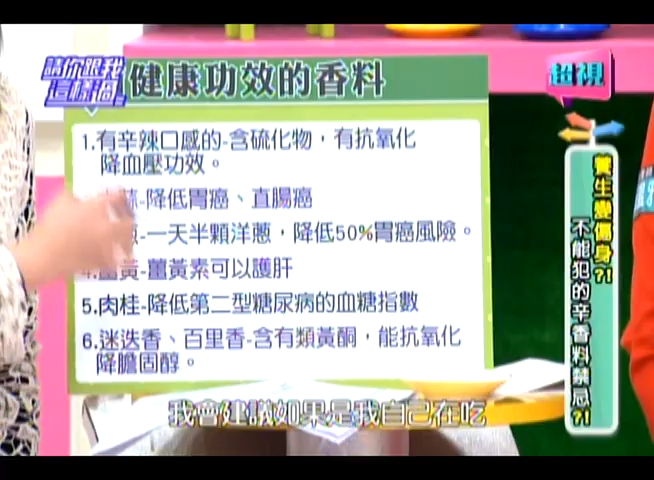 請你跟我
這樣過
健康功效的香料
超視
1.有辛辣口感的-含硫化物，有抗氧化
降血壓功效。
蒜-降低胃癌、直腸癌
蔥-一天半顆洋蔥，降低50%胃癌風險。
4.薑黃-薑黃素可以護肝
5.肉桂-降低第二型糖尿病的血糖指數
6.迷迭香、百里香-含有類黃酮，能抗氧化
降膽固醇。
養生變傷身?!
不能犯的辛香料禁忌?!
我會建議如果是我自己在吃